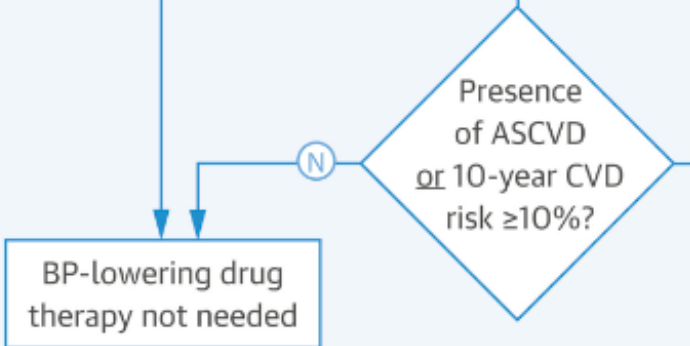 Presence
of ASCVD
or 10-year CVD
risk ≥10%?
N
BP-lowering drug
therapy not needed